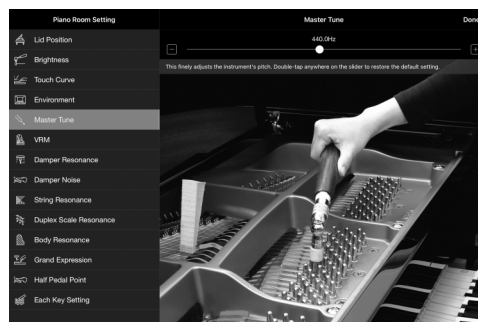 Piano Room Setting
Master Tune
Lid Position
Brightness
Touch Curve
Environment
Master Tune
VRM
Damper Resonance
Damper Noise
String Resonance
Duplex Scale Resonance
Body Resonance
Grand Expression
Half Pedal Point
Each Key Setting
440.0Hz
This finely adjusts the instrument's pitch. Double-tap anywhere on the slider to restore the default setting.